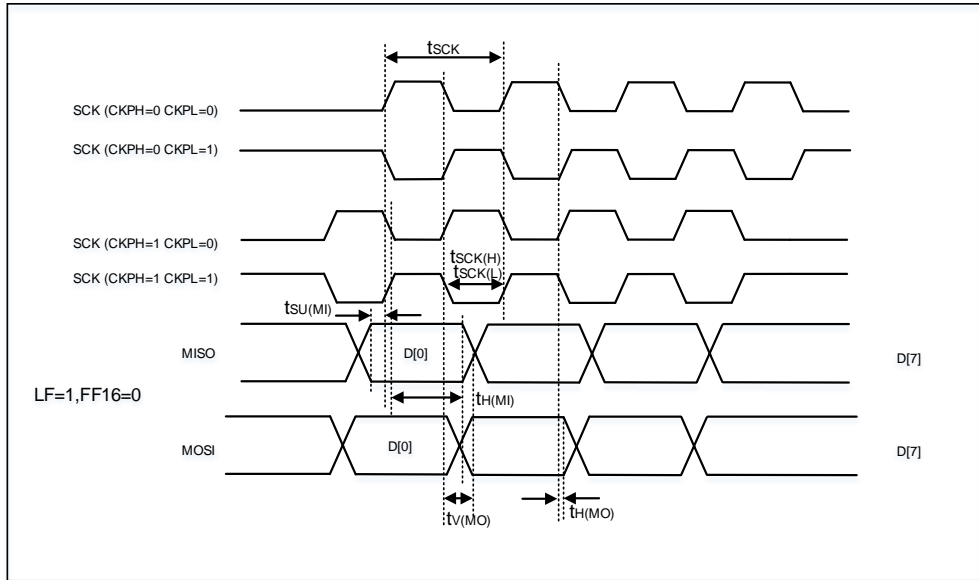 tSCK
SCK (CKPH=0 CKPL=0)
SCK (CKPH=0 CKPL=1)
SCK (CKPH=1 CKPL=0)
tSCK(H)
SCK (CKPH=1 CKPL=1)
tSCK(L)
tSU(MI)
MISO
D[0]
D[7]
LF=1,FF16=0
tH(MI)
MOSI
D[0]
D[7]
tV(MO)
tH(MO)